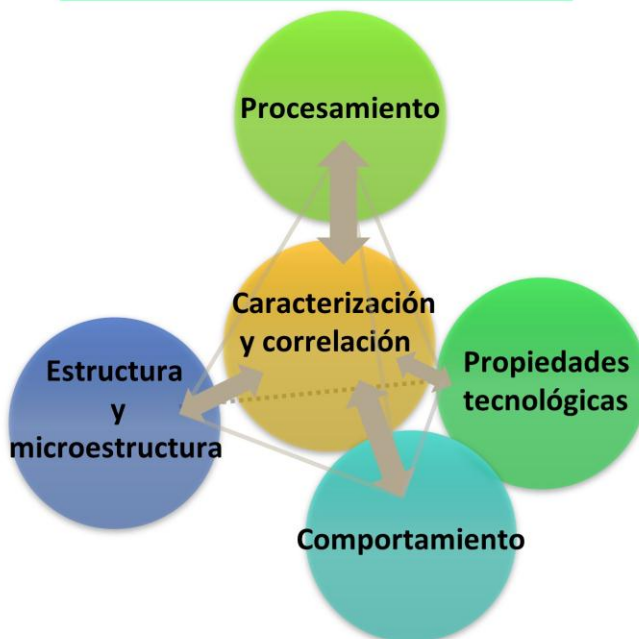 Procesamiento
Caracterización
y correlación
Estructura
y
microestructura
Propiedades
tecnológicas
Comportamiento